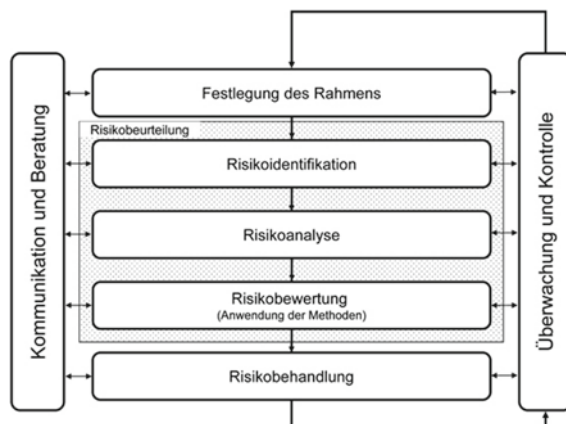 Kommunikation und Beratung
Festlegung des Rahmens
Risikobeurteilung
Risikoidentifikation
Risikoanalyse
Risikobewertung
(Anwendung der Methoden)
Risikobehandlung
Überwachung und Kontrolle